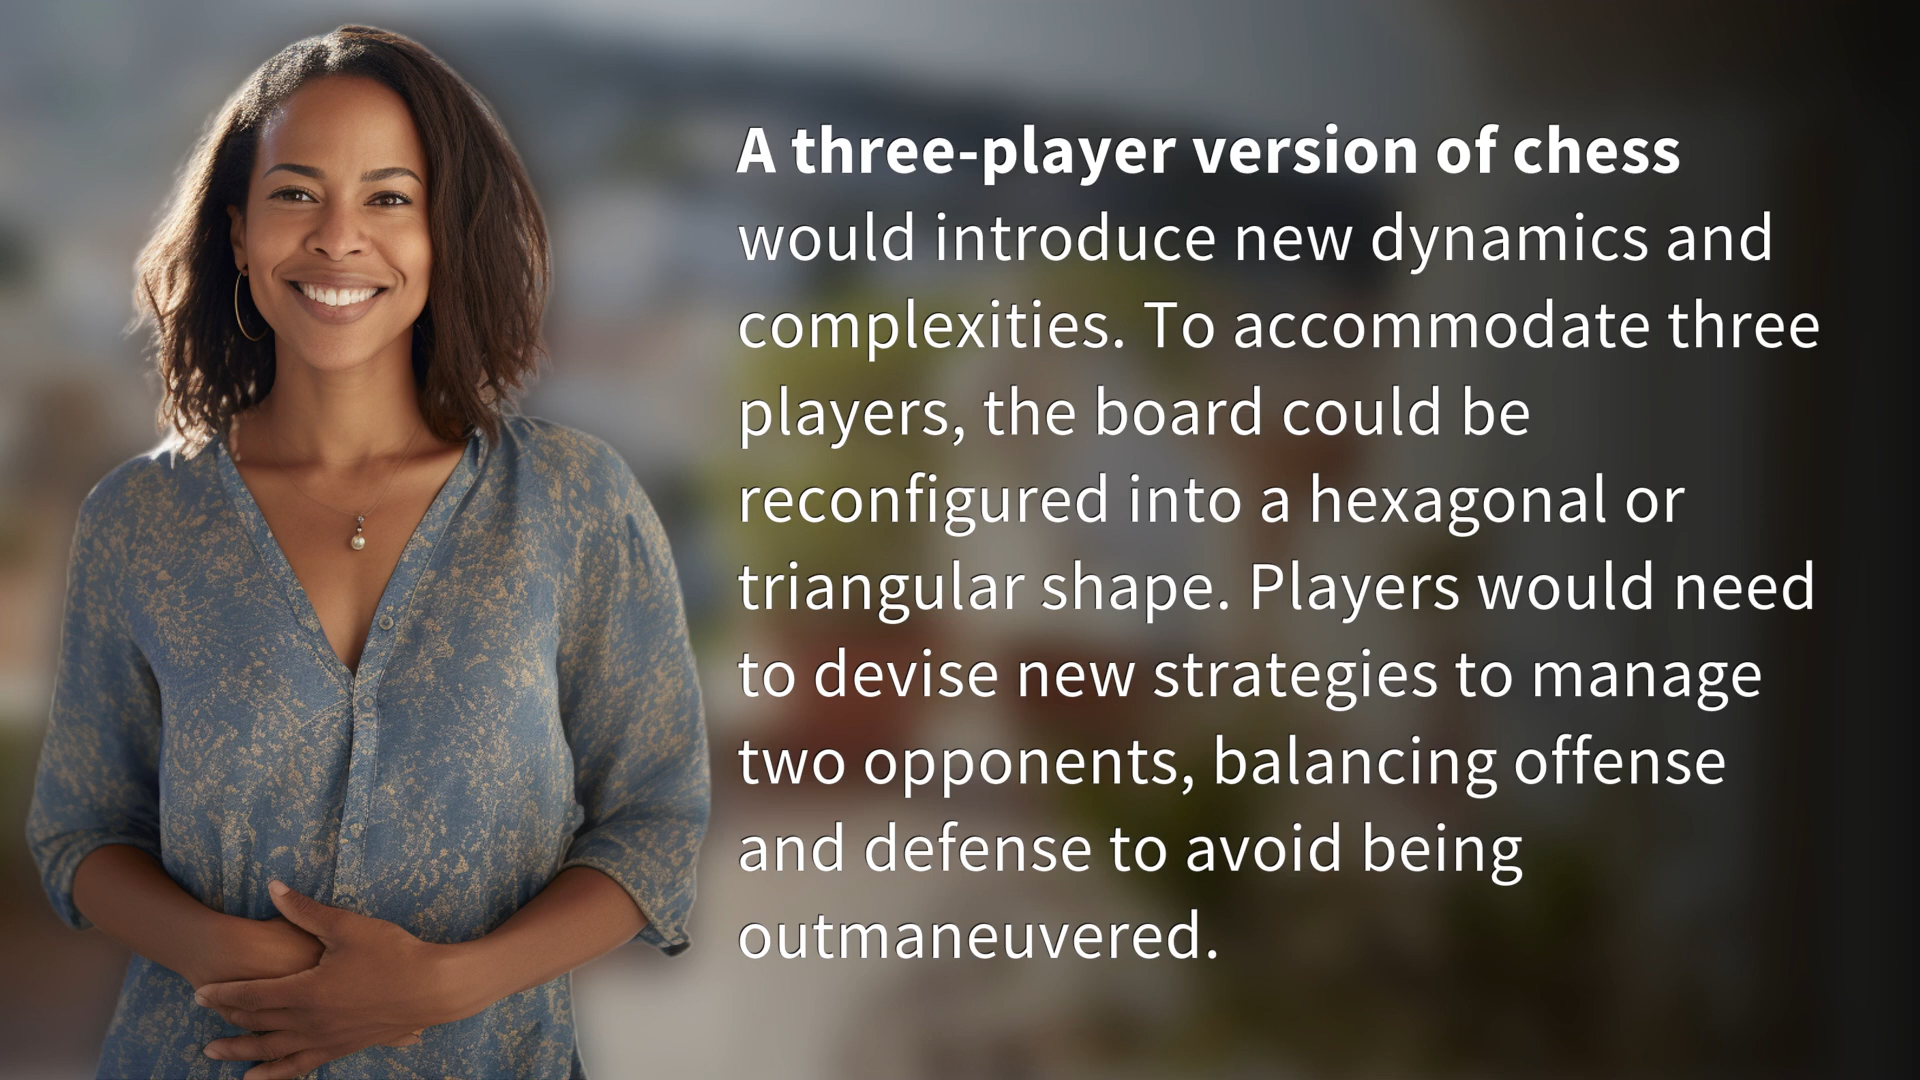 A three-player version of chess
would introduce new dynamics and
complexities. To accommodate three
players, the board could be
reconfigured into a hexagonal or
triangular shape. Players would need
to devise new strategies to manage
two opponents, balancing offense
and defense to avoid being
outmaneuvered.